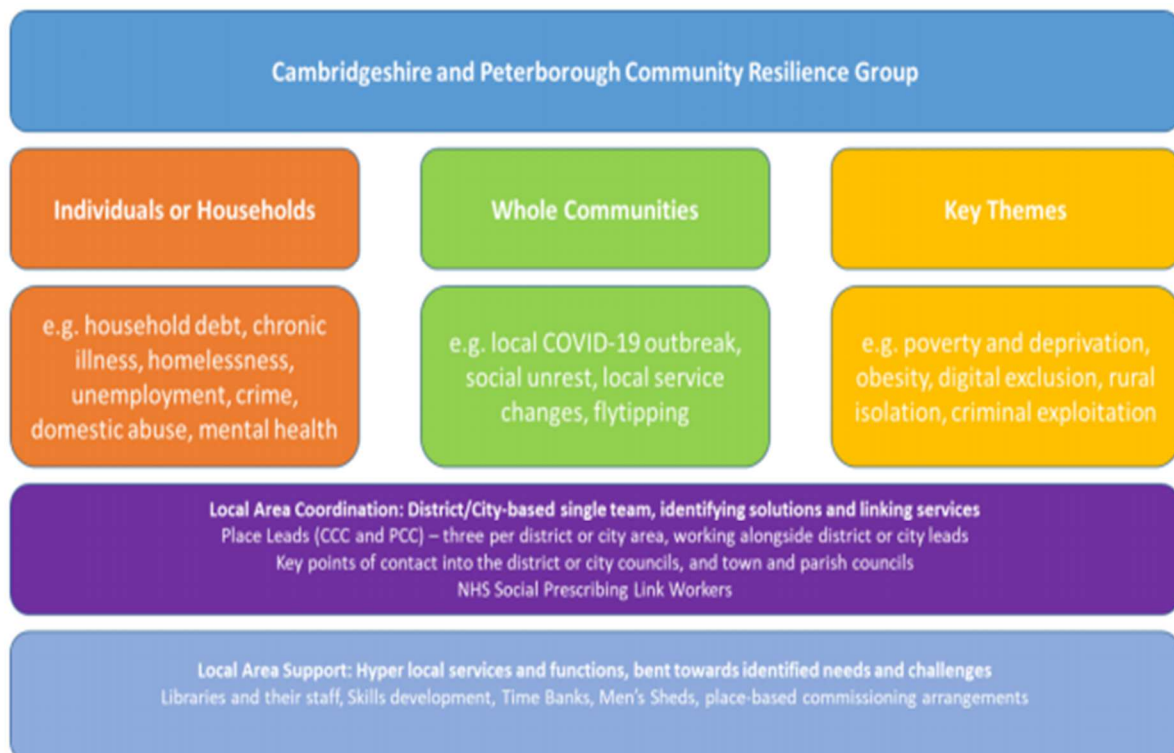 Cambridgeshire and Peterborough Community Resilience Group
Individuals or Households
Whole Communities
Key Themes
e.g. household debt, chronic
illness, homelessness,
unemployment, crime,
domestic abuse, mental health
e.g. local COVID-19 outbreak,
social unrest, local service
changes, flytipping
e.g. poverty and deprivation,
obesity, digital exclusion, rural
isolation, criminal exploitation
Local Area Coordination: District/City-based single team, identifying solutions and linking services
Place Leads (CCC and PCC) – three per district or city area, working alongside district or city leads
Key points of contact into the district or city councils, and town and parish councils
NHS Social Prescribing Link Workers
Local Area Support: Hyper local services and functions, bent towards identified needs and challenges
Libraries and their staff, Skills development, Time Banks, Men's Sheds, place-based commissioning arrangements